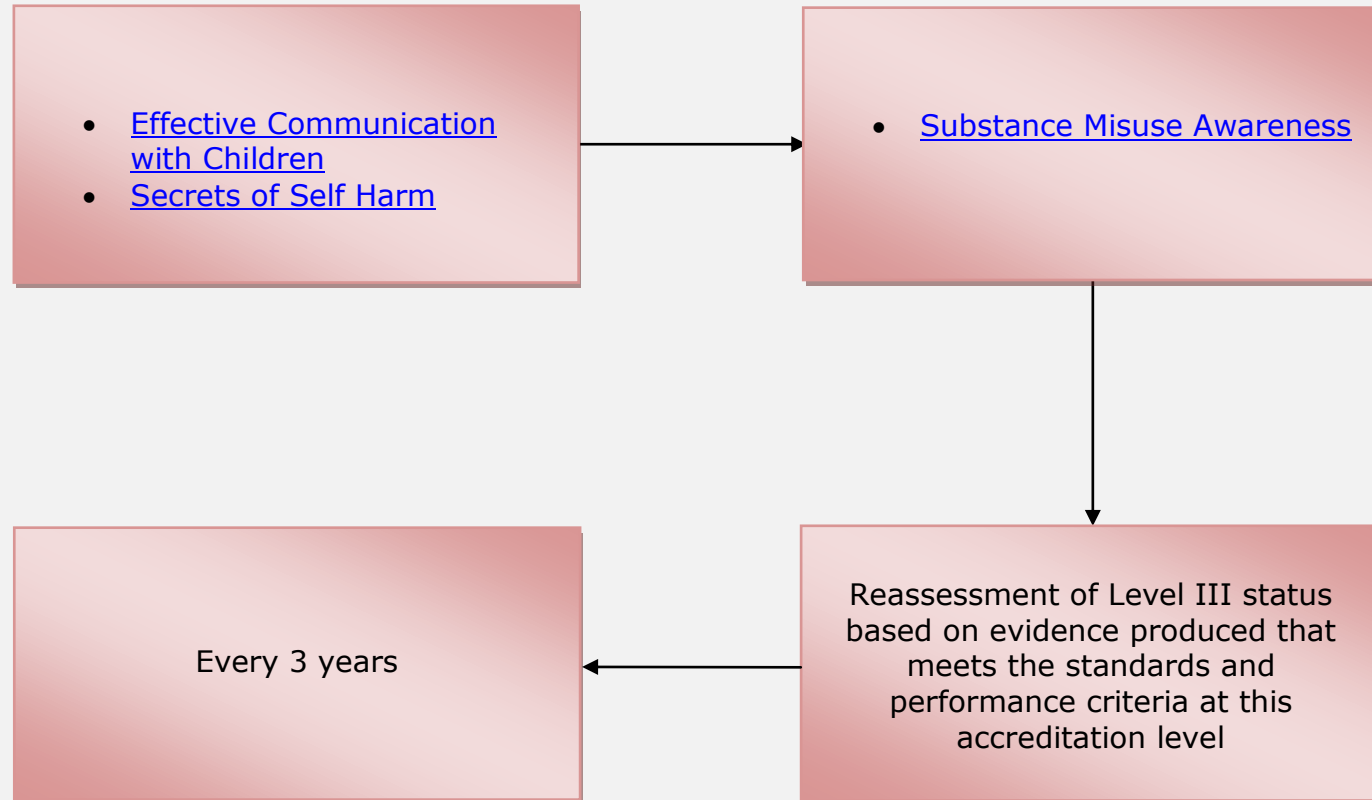 • Effective Communication
with Children
• Secrets of Self Harm
• Substance Misuse Awareness
Reassessment of Level III status
based on evidence produced that
meets the standards and
performance criteria at this
accreditation level
Every 3 years